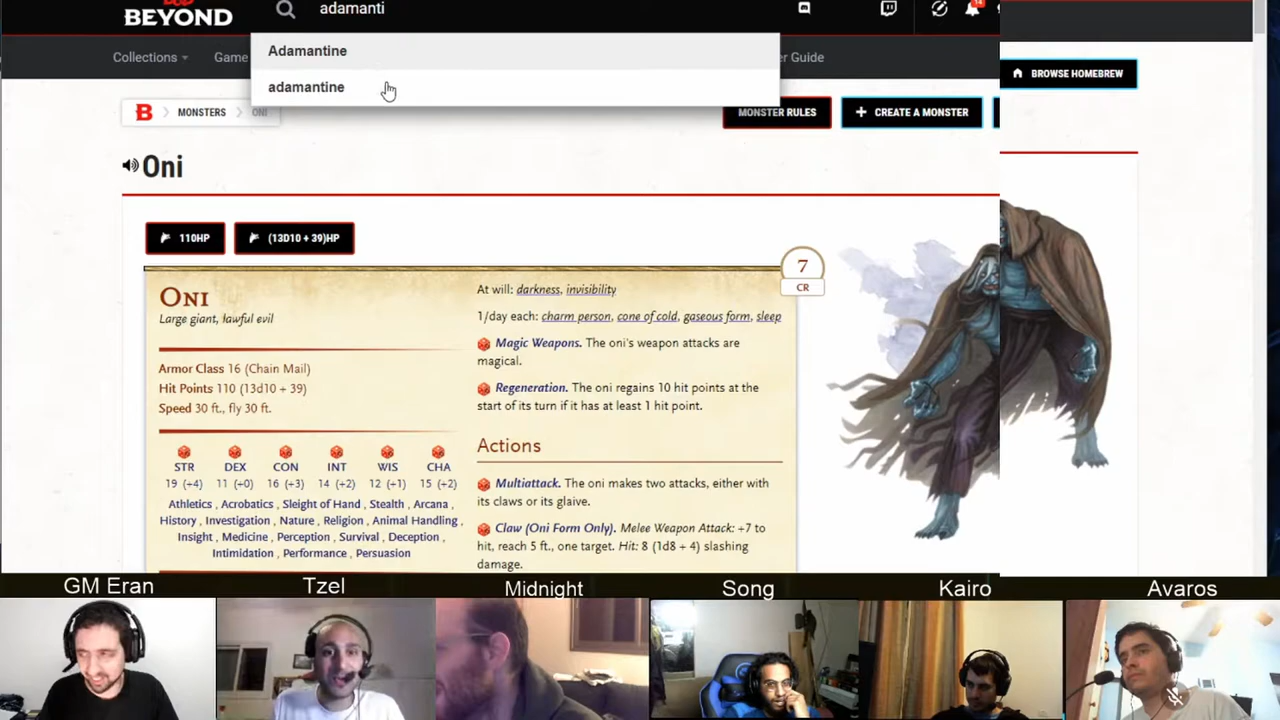 BEYOND
adamanti
14
Adamantine
adamantine
Collections
Game
er Guide
BROWSE HOMEBREW
MONSTERS
ONI
MONSTER RULES
+ CREATE A MONSTER
Oni
110HP
(13D10 + 39)HP
7
CR
ONI
Large giant, lawful evil
Armor Class 16 (Chain Mail)
Hit Points 110 (13d10 + 39)
Speed 30 ft., fly 30 ft.
STR DEX CON INT WIS CHA
19 (+4) 11 (+0) 16 (+3) 14 (+2) 12 (+1) 15 (+2)
Athletics , Acrobatics , Sleight of Hand , Stealth , Arcana ,
History , Investigation , Nature , Religion , Animal Handling ,
Insight , Medicine , Perception , Survival , Deception ,
Intimidation , Performance , Persuasion
At will: darkness, invisibility
1/day each: charm person, cone of cold, gaseous form, sleep
Magic Weapons. The oni's weapon attacks are
magical.
Regeneration. The oni regains 10 hit points at the
start of its turn if it has at least 1 hit point.
Actions
Multiattack. The oni makes two attacks, either with
its claws or its glaive.
Claw (Oni Form Only). Melee Weapon Attack: +7 to
hit, reach 5 ft., one target. Hit: 8 (1d8 + 4) slashing
damage.
GM Eran
Tzel
Midnight
Song
Kairo
Avaros